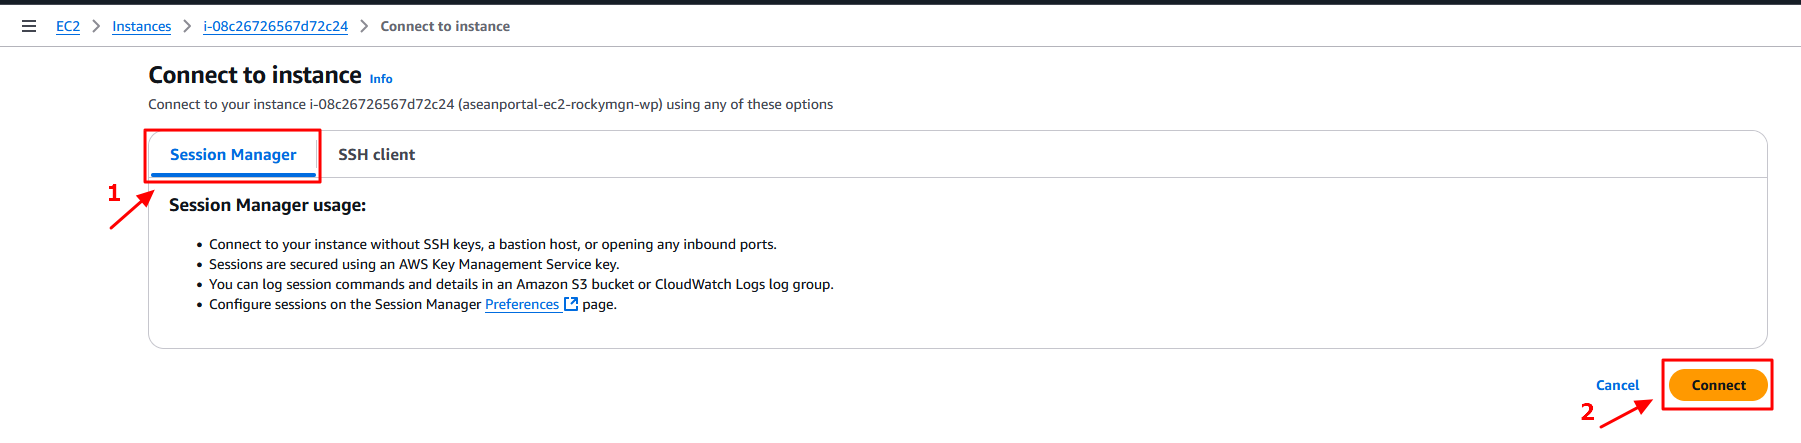 EC2 > Instances > i-08c26726567d72c24 > Connect to instance
Connect to instance Info
Connect to your instance i-08c26726567d72c24 (aseanportal-ec2-rockymgn-wp) using any of these options
Session Manager SSH client
1
Session Manager usage:
• Connect to your instance without SSH keys, a bastion host, or opening any inbound ports.
• Sessions are secured using an AWS Key Management Service key.
• You can log session commands and details in an Amazon S3 bucket or CloudWatch Logs log group.
• Configure sessions on the Session Manager Preferences page.
Cancel Connect
2